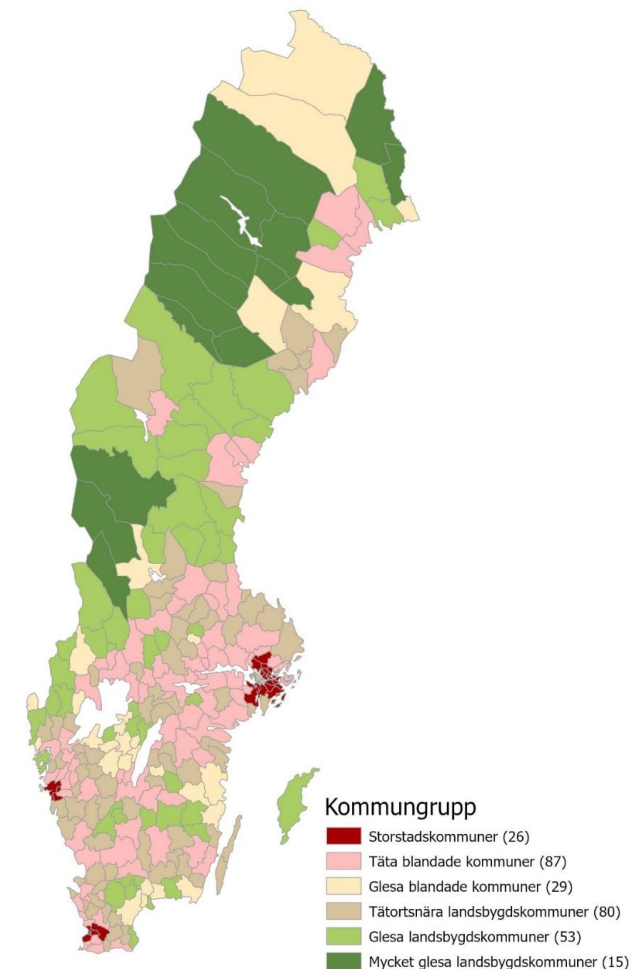 Kommungrupp
Storstadskommuner (26)
Täta blandade kommuner (87)
Glesa blandade kommuner (29)
Tätortsnära landsbygdskommuner (80)
Glesa landsbygdskommuner (53)
Mycket glesa landsbygdskommuner (15)